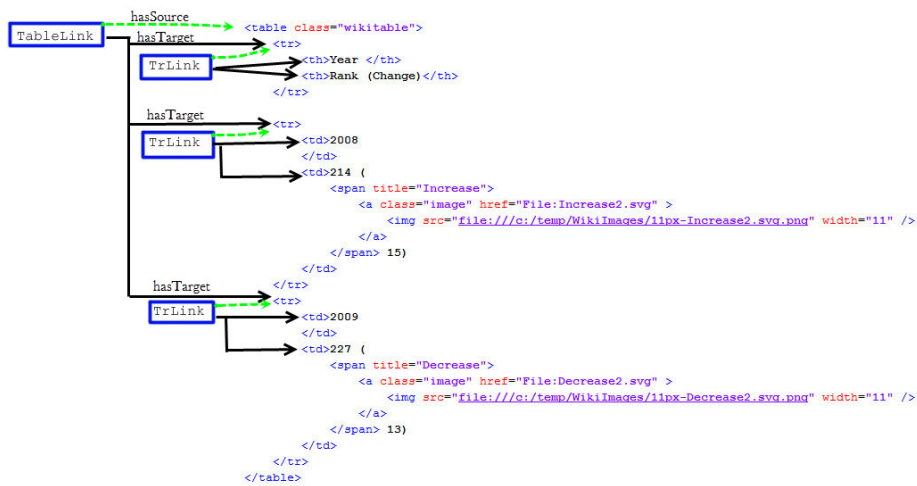 hasSource
<table class="wikitable">
TableLink
hasTarget
<tr>
TrLink
<th>Year </th>
<th>Rank (Change)</th>
</tr>
hasTarget
<tr>
TrLink
<td>2008
</td>
<td>214 (
<span title="Increase">
<a class="image" href="File:Increase2.svg" >
<img src="file:///c:/temp/WikiImages/11px-Increase2.svg.png" width="11" />
</a>
</span> 15)
</td>
</tr>
hasTarget
<tr>
TrLink
<td>2009
</td>
<td>227 (
<span title="Decrease">
<a class="image" href="File:Decrease2.svg" >
<img src="file:///c:/temp/WikiImages/11px-Decrease2.svg.png" width="11" />
</a>
</span> 13)
</td>
</tr>
</table>